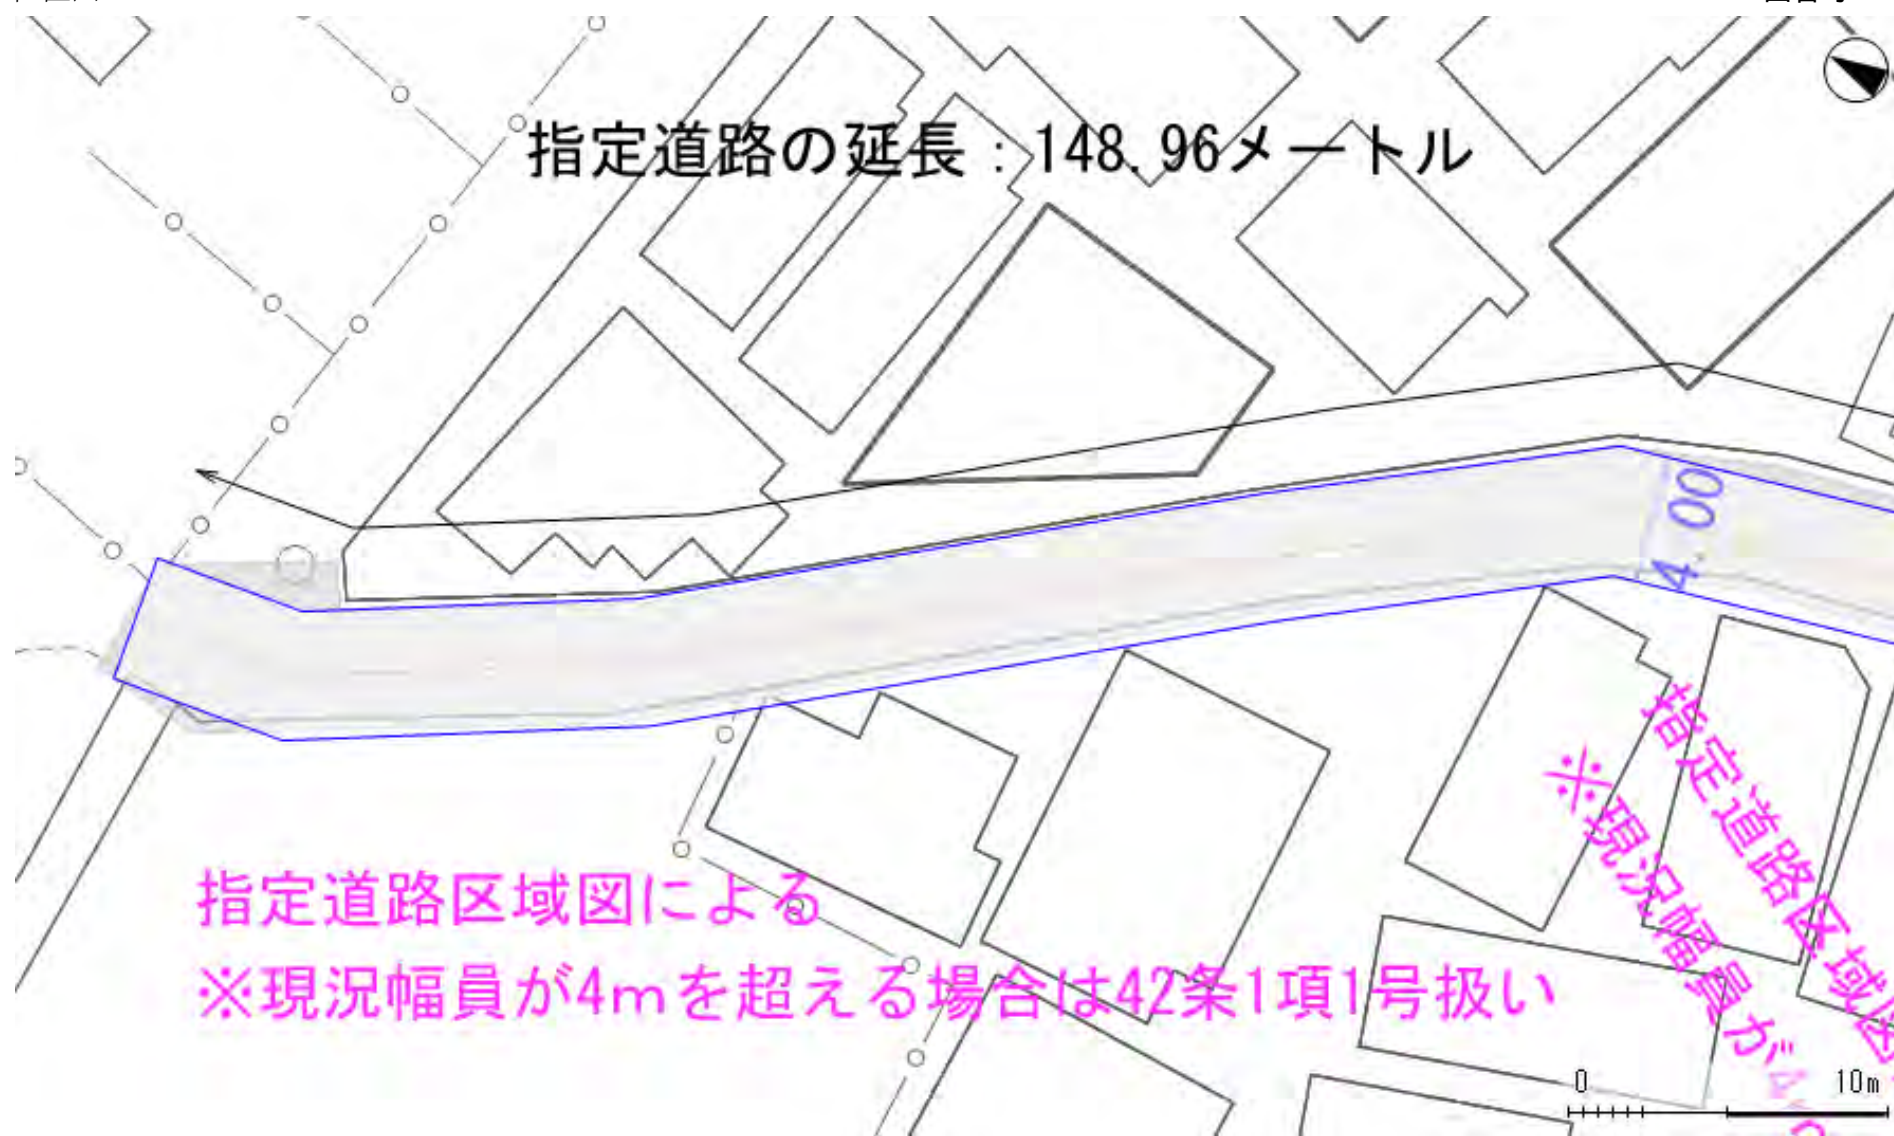 指定道路の延長:148.96メートル
4.00
指定道路区域図による
※現況幅員が4mを超える場合は42条1項1号扱い
指定道路区域図
※現況幅員が4
0 10m